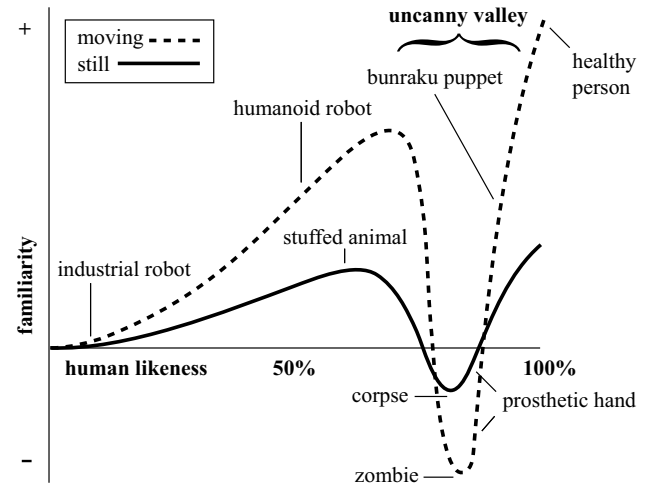 +
uncanny valley
moving
still
healthy
person
bunraku puppet
humanoid robot
stuffed animal
industrial robot
familiarity
human likeness 50% 100%
corpse
prosthetic hand
–
zombie